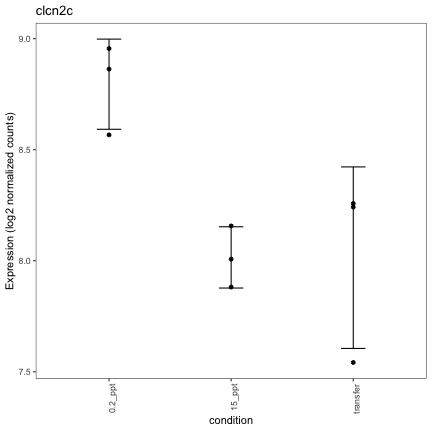 clcn2c
Expression (log2 normalized counts)
9.0
8.5
8.0
7.5
0.2_ppt
15_ppt
transfer
condition